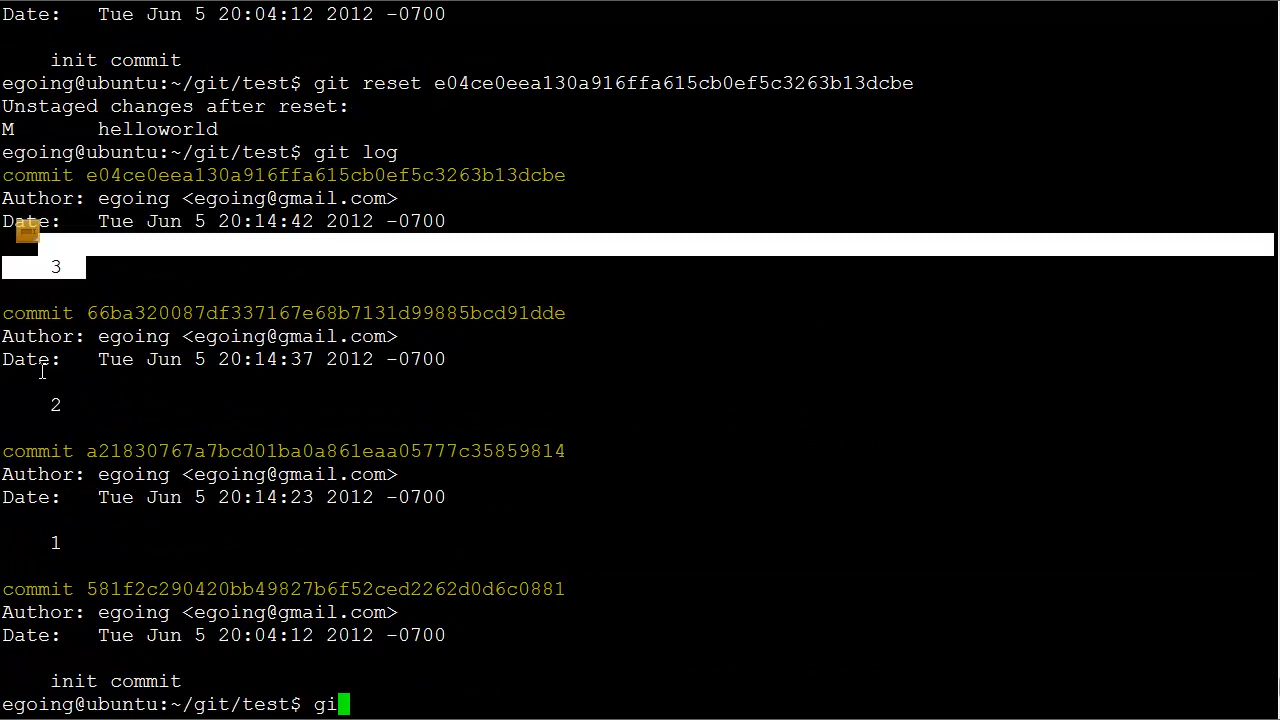 Date:   Tue Jun 5 20:04:12 2012 -0700
init commit
egoing@ubuntu:~/git/test$ git reset e04ce0eea130a916ffa615cb0ef5c3263b13dcbe
Unstaged changes after reset:
M       helloworld
egoing@ubuntu:~/git/test$ git log
commit e04ce0eea130a916ffa615cb0ef5c3263b13dcbe
Author: egoing <egoing@gmail.com>
Date:   Tue Jun 5 20:14:42 2012 -0700
3
commit 66ba320087df337167e68b7131d99885bcd91dde
Author: egoing <egoing@gmail.com>
Date:   Tue Jun 5 20:14:37 2012 -0700
2
commit a21830767a7bcd01ba0a861eaa05777c35859814
Author: egoing <egoing@gmail.com>
Date:   Tue Jun 5 20:14:23 2012 -0700
1
commit 581f2c290420bb49827b6f52ced2262d0d6c0881
Author: egoing <egoing@gmail.com>
Date:   Tue Jun 5 20:04:12 2012 -0700
init commit
egoing@ubuntu:~/git/test$ gi